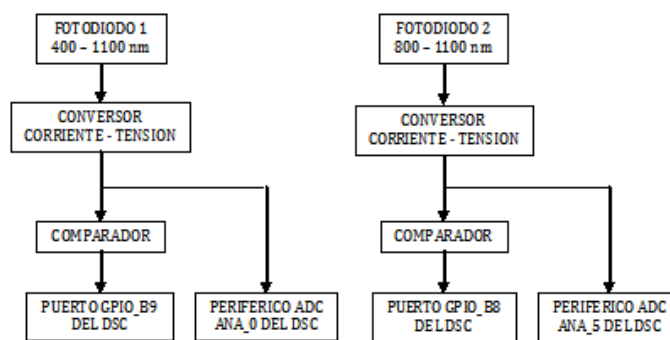 FOTODIODO 1
400 – 1100 nm
FOTODIODO 2
800 – 1100 nm
CONVERSOR
CORRIENTE - TENSION
CONVERSOR
CORRIENTE - TENSION
COMPARADOR
COMPARADOR
PUERTO GPIO_B9
DEL DSC
PERIFERICO ADC
ANA_0 DEL DSC
PUERTO GPIO_B8
DEL DSC
PERIFERICO ADC
ANA_5 DEL DSC